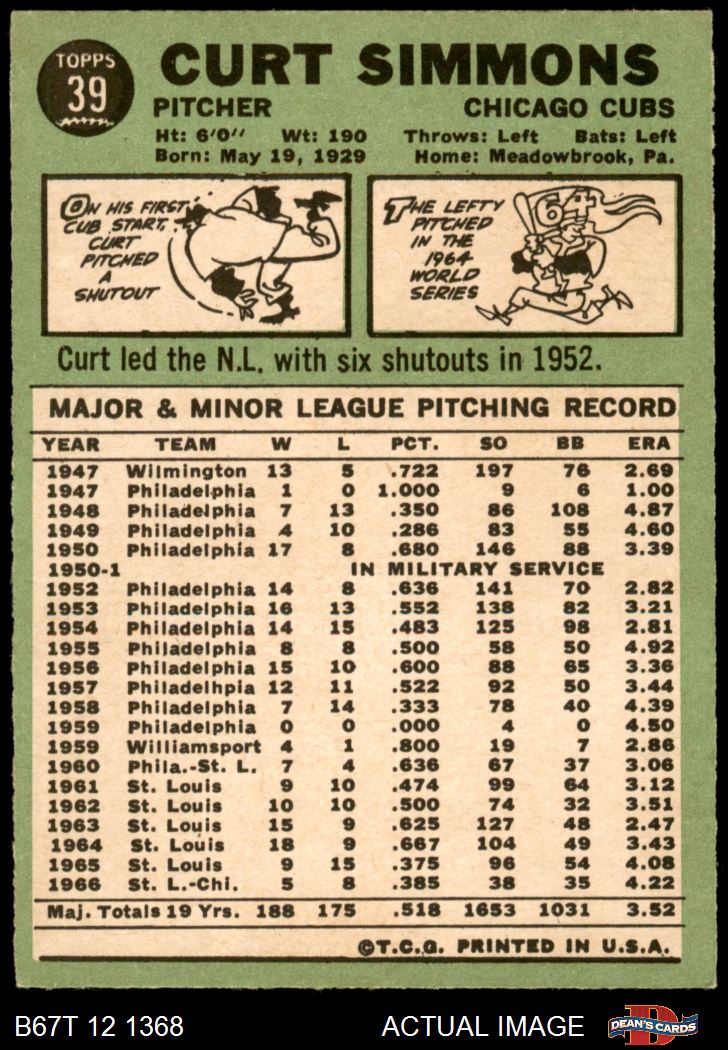 TOPPS
39
CURT SIMMONS
PITCHER CHICAGO CUBS
Ht: 6'0" Wt: 190 Throws: Left Bats: Left
Born: May 19, 1929 Home: Meadowbrook, Pa.
ON HIS FIRST
CUB START,
CURT
PITCHED
A
SHUTOUT
THE LEFTY
PITCHED
IN THE
1964
WORLD
SERIES
64
Curt led the N.L. with six shutouts in 1952.
MAJOR & MINOR LEAGUE PITCHING RECORD
YEAR TEAM W L PCT. SO BB ERA
1947 Wilmington 13 5 .722 197 76 2.69
1947 Philadelphia 1 0 1.000 9 6 1.00
1948 Philadelphia 7 13 .350 86 108 4.87
1949 Philadelphia 4 10 .286 83 55 4.60
1950 Philadelphia 17 8 .680 146 88 3.39
1950-1 IN MILITARY SERVICE
1952 Philadelphia 14 8 .636 141 70 2.82
1953 Philadelphia 16 13 .552 138 82 3.21
1954 Philadelphia 14 15 .483 125 98 2.81
1955 Philadelphia 8 8 .500 58 50 4.92
1956 Philadelphia 15 10 .600 88 65 3.36
1957 Philadelhpia 12 11 .522 92 50 3.44
1958 Philadelphia 7 14 .333 78 40 4.39
1959 Philadelphia 0 0 .000 4 0 4.50
1959 Williamsport 4 1 .800 19 7 2.86
1960 Phila.-St. L. 7 4 .636 67 37 3.06
1961 St. Louis 9 10 .474 99 64 3.12
1962 St. Louis 10 10 .500 74 32 3.51
1963 St. Louis 15 9 .625 127 48 2.47
1964 St. Louis 18 9 .667 104 49 3.43
1965 St. Louis 9 15 .375 96 54 4.08
1966 St. L.-Chi. 5 8 .385 38 35 4.22
Maj. Totals 19 Yrs. 188 175 .518 1653 1031 3.52
©T.C.G. PRINTED IN U.S.A.
B67T 12 1368 ACTUAL IMAGE
D
DEAN'S CARDS